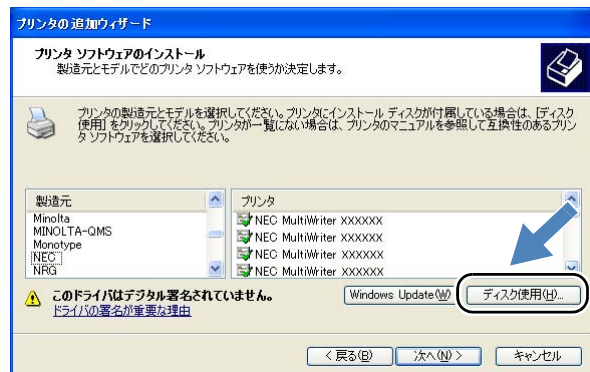 プリンタの追加ウィザード
プリンタ ソフトウェアのインストール
製造元とモデルでどのプリンタ ソフトウェアを使うか決定します。
プリンタの製造元とモデルを選択してください。プリンタにインストール ディスクが付属している場合は、[ディスク
使用] をクリックしてください。プリンタが一覧にない場合は、プリンタのマニュアルを参照して互換性のあるプリン
タ ソフトウェアを選択してください。
製造元
プリンタ
Minolta
MINOLTA-QMS
Monotype
NEC
NRG
NEC MultiWriter XXXXXX
NEC MultiWriter XXXXXX
NEC MultiWriter XXXXXX
NEC MultiWriter XXXXXX
このドライバはデジタル署名されていません。
ドライバの署名が重要な理由
Windows Update(W)
ディスク使用(H)...
< 戻る(B)
次へ(N) >
キャンセル